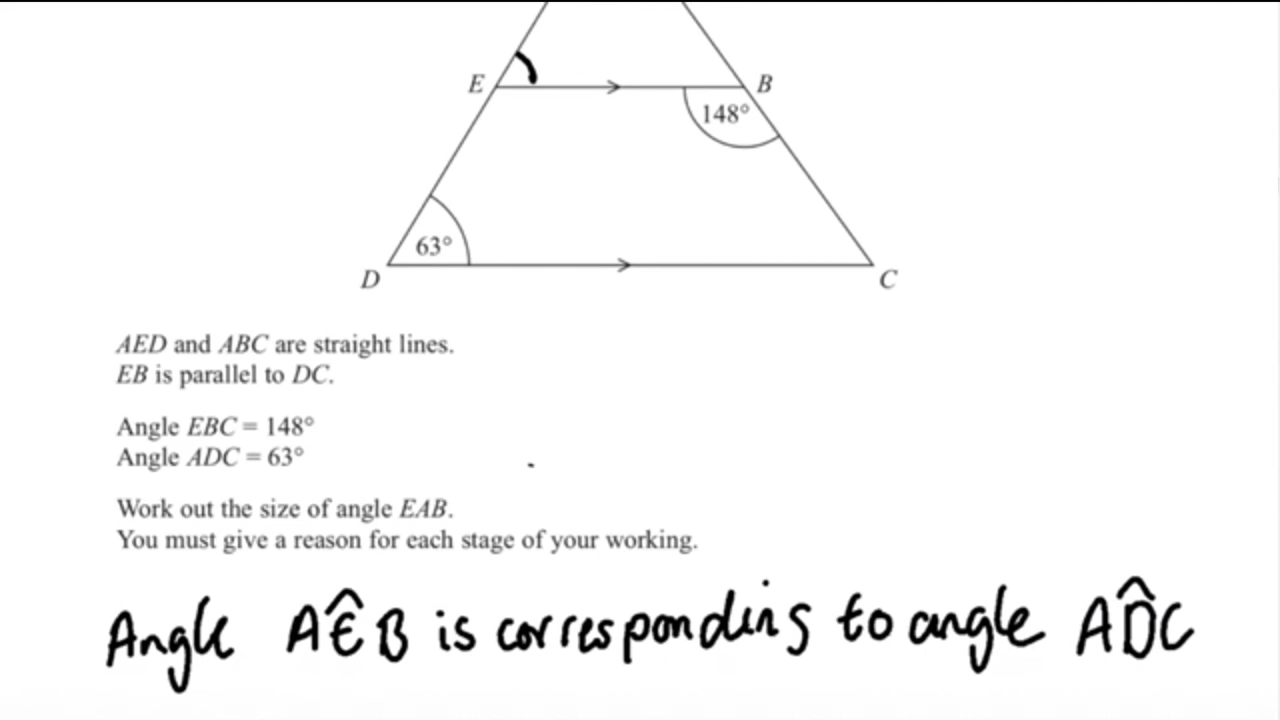 E
B
148°
63°
D
C
AED and ABC are straight lines.
EB is parallel to DC.
Angle EBC = 148°
Angle ADC = 63°
Work out the size of angle EAB.
You must give a reason for each stage of your working.
Angle AÊB is corresponding to angle AD̂C